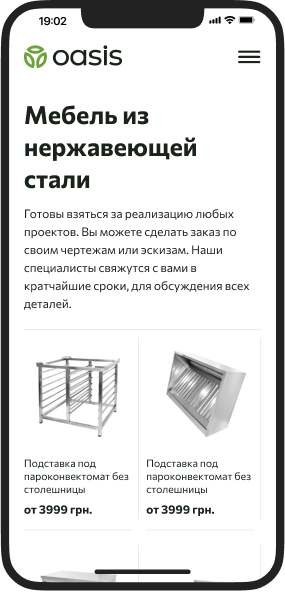 19:02
oasis
Мебель из
нержавеющей
стали
Готовы взяться за реализацию любых
проектов. Вы можете сделать заказ по
своим чертежам или эскизам. Наши
специалисты свяжутся с вами в
кратчайшие сроки, для обсуждения всех
деталей.
Подставка под
пароконвектомат без
столешницы
от 3999 грн.
Подставка под
пароконвектомат без
столешницы
от 3999 грн.